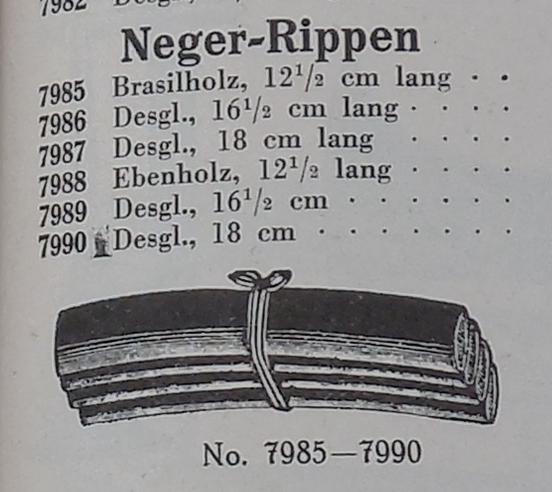 7982
Neger-Rippen
7985 Brasilholz, 12¹/₂ cm lang . .
7986 Desgl., 16¹/₂ cm lang . . . .
7987 Desgl., 18 cm lang . . . .
7988 Ebenholz, 12¹/₂ lang . . . .
7989 Desgl., 16¹/₂ cm . . . . . .
7990 Desgl., 18 cm . . . . . . .
No. 7985—7990